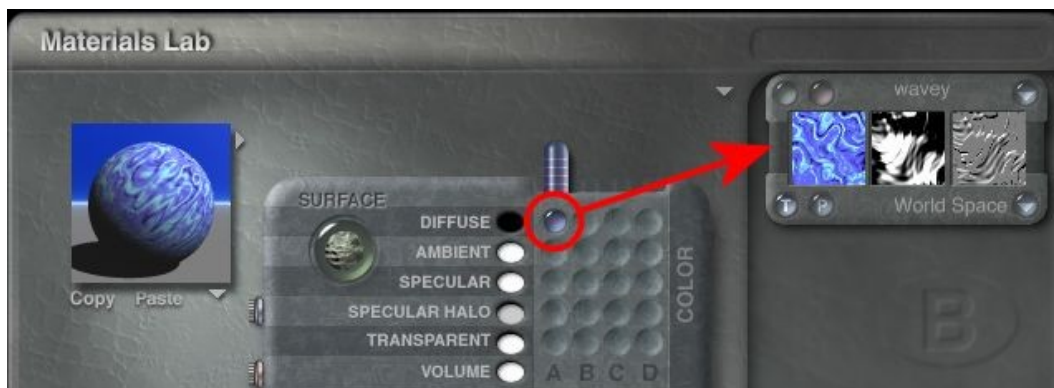 Materials Lab
wavey
World Space
T P
Copy Paste
SURFACE
DIFFUSE
AMBIENT
SPECULAR
SPECULAR HALO
TRANSPARENT
VOLUME
COLOR
A B C D
B